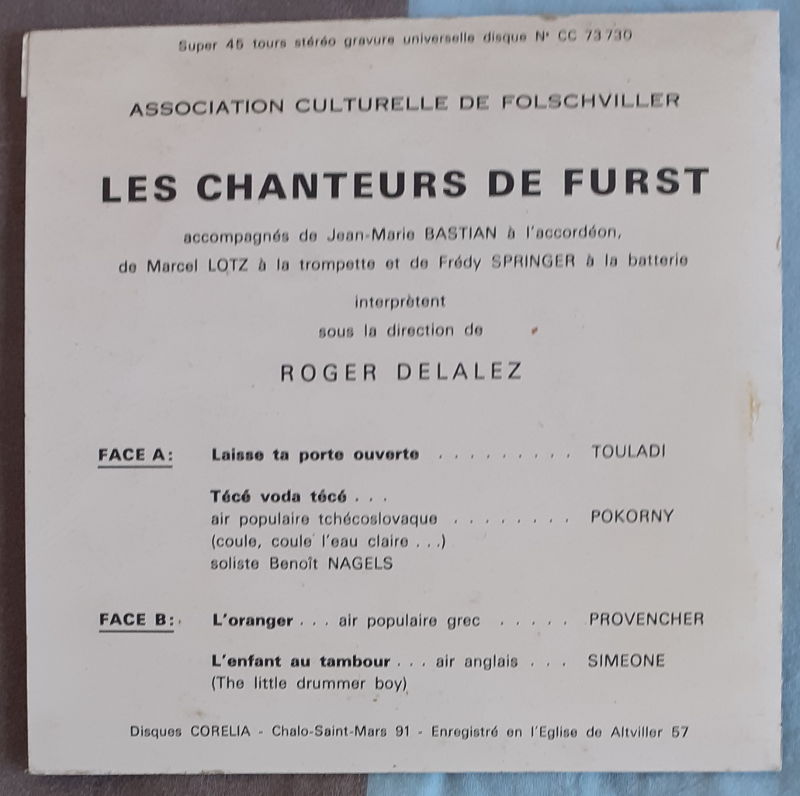 Super 45 tours stéréo gravure universelle disque N° CC 73 730
ASSOCIATION CULTURELLE DE FOLSCHVILLER
LES CHANTEURS DE FURST
accompagnés de Jean-Marie BASTIAN à l'accordéon,
de Marcel LOTZ à la trompette et de Frédy SPRINGER à la batterie
interprètent
sous la direction de
ROGER DELALEZ
FACE A : Laisse ta porte ouverte . . . . . . . . . TOULADI
Técé voda técé . . .
air populaire tchécoslovaque . . . . . . . . POKORNY
(coule, coule l'eau claire . . .)
soliste Benoît NAGELS
FACE B : L'oranger . . . air populaire grec . . . . . PROVENCHER
L'enfant au tambour . . . air anglais . . . SIMEONE
(The little drummer boy)
Disques CORELIA - Chalo-Saint-Mars 91 - Enregistré en l'Eglise de Altviller 57